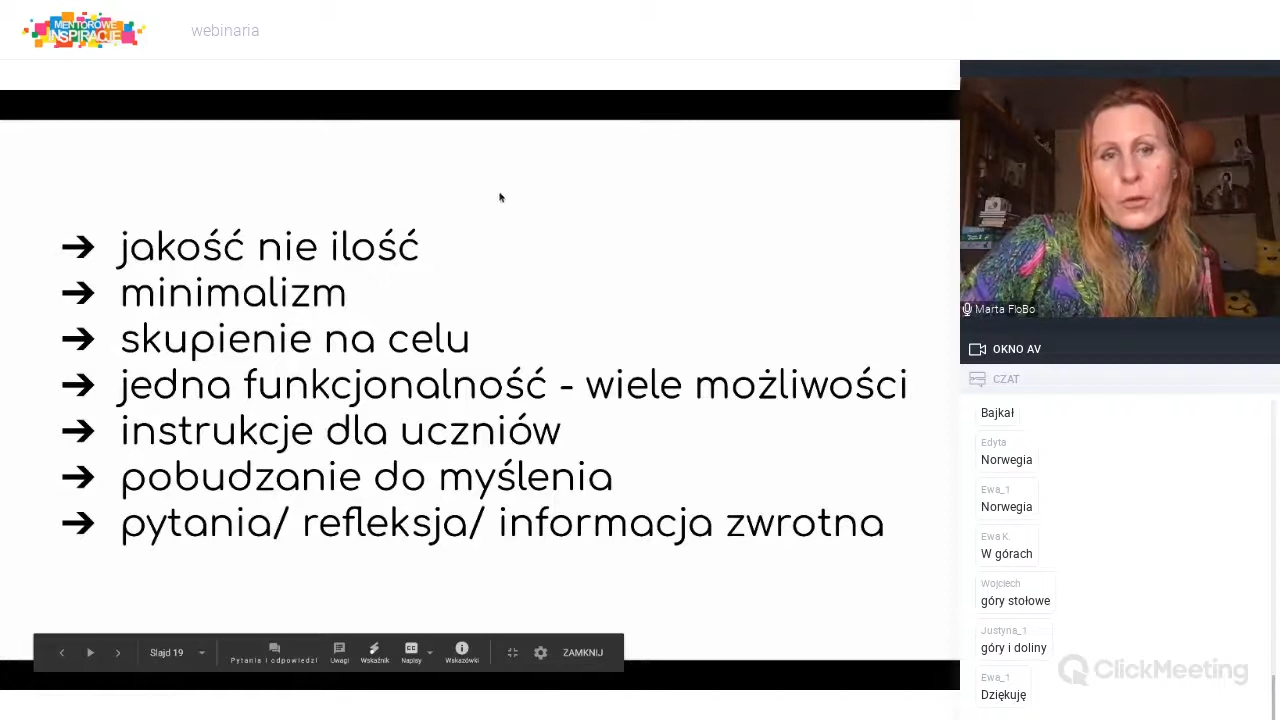 MENTOROWE
INSPIRACJE
webinaria
➔ jakość nie ilość
➔ minimalizm
➔ skupienie na celu
➔ jedna funkcjonalność - wiele możliwości
➔ instrukcje dla uczniów
➔ pobudzanie do myślenia
➔ pytania/ refleksja/ informacja zwrotna
Slajd 19
Pytania i odpowiedzi
Uwagi
Wskaźnik
CC
Napisy
Wskazówki
ZAMKNIJ
Marta FloBo
OKNO AV
CZAT
Bajkał
Edyta
Norwegia
Ewa_1
Norwegia
Ewa K.
W górach
Wojciech
góry stołowe
Justyna_1
góry i doliny
Ewa_1
Dziękuję
ClickMeeting